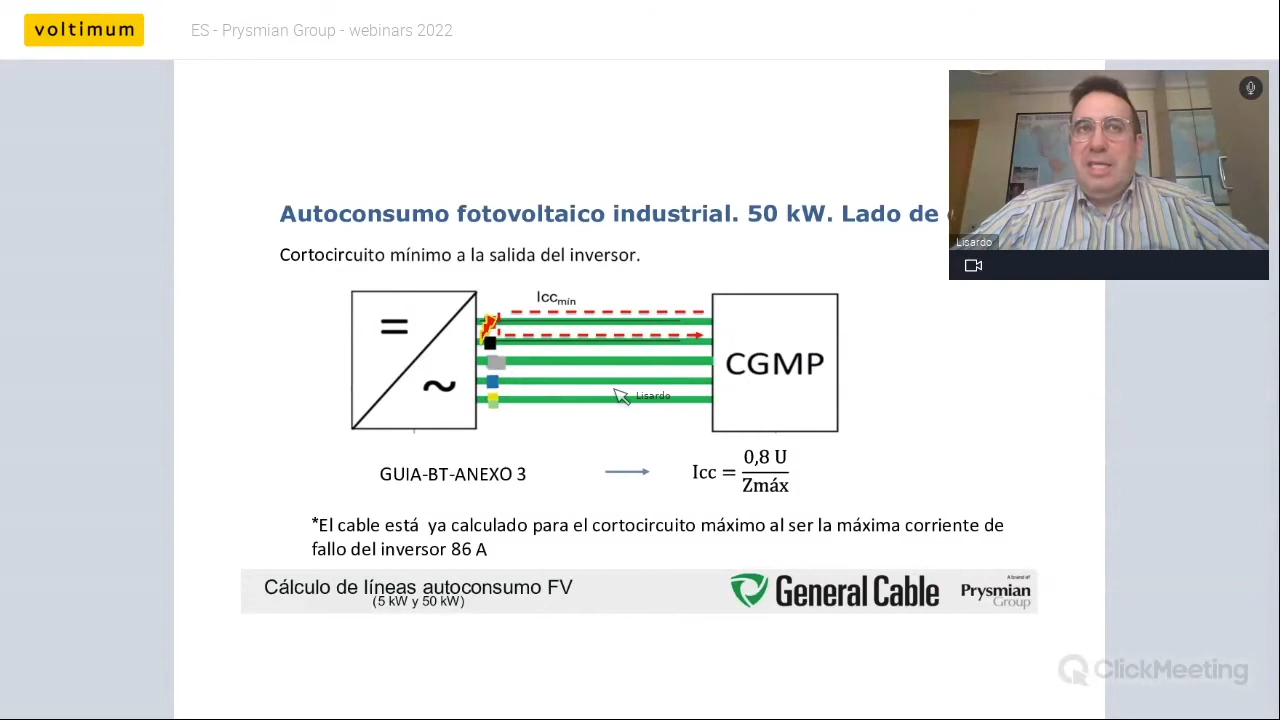 voltimum
ES - Prysmian Group - webinars 2022
Autoconsumo fotovoltaico industrial. 50 kW. Lado de
Lisardo
Cortocircuito mínimo a la salida del inversor.
Iccmín
=
~
CGMP
Lisardo
GUIA-BT-ANEXO 3
Icc = 0,8 U / Zmáx
*El cable está ya calculado para el cortocircuito máximo al ser la máxima corriente de
fallo del inversor 86 A
Cálculo de líneas autoconsumo FV
(5 kW y 50 kW)
General Cable
A brand of
Prysmian
Group
ClickMeeting